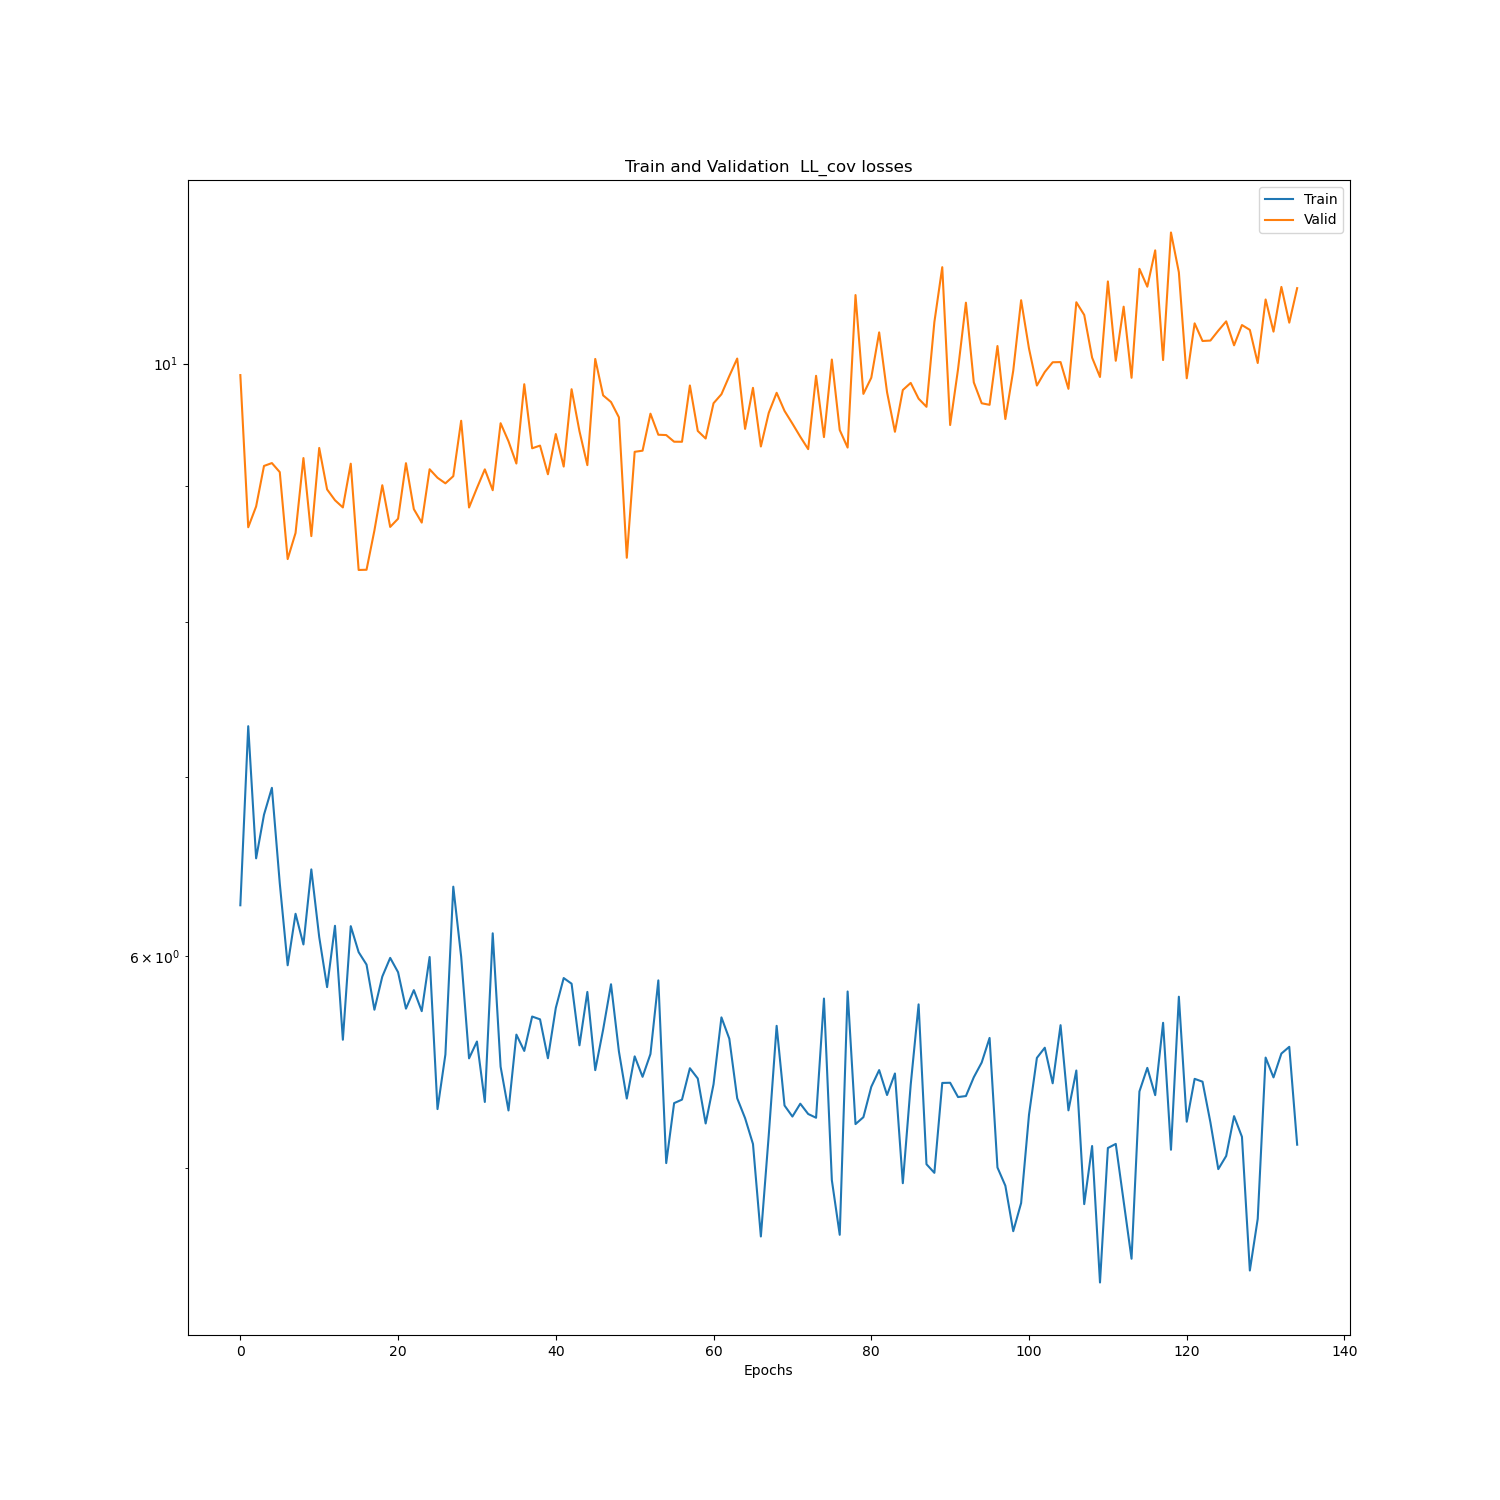 Train and Validation  LL_cov losses
Train
Valid
10¹
6 × 10⁰
0 20 40 60 80 100 120 140
Epochs